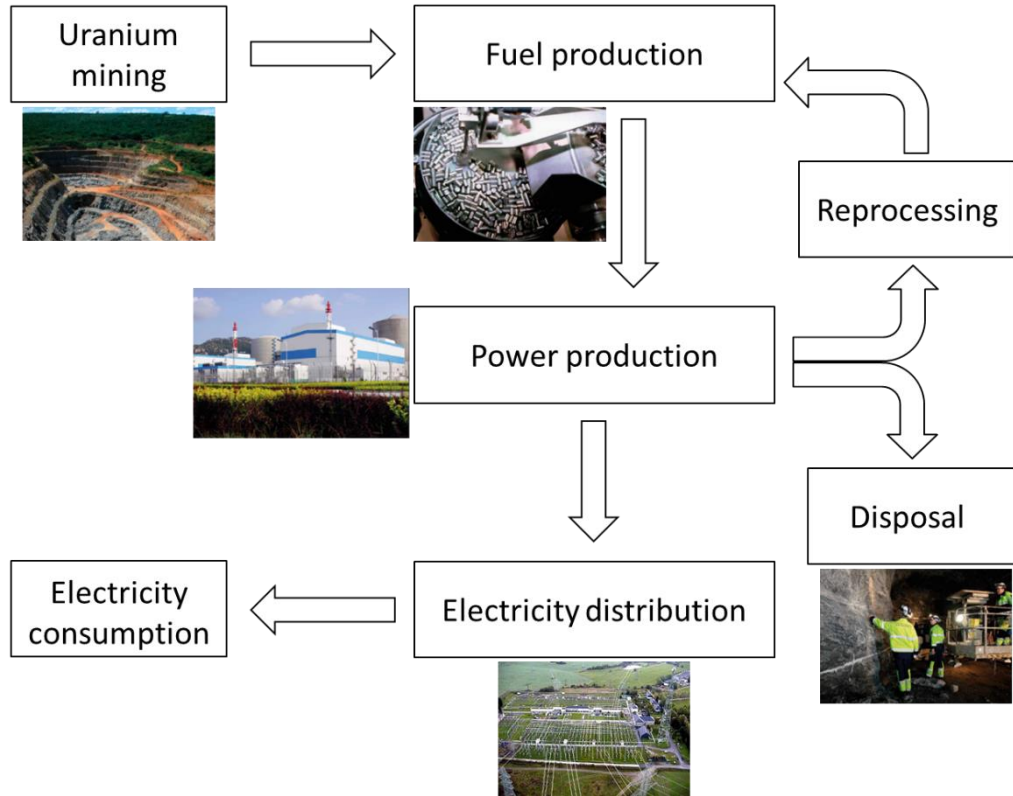 Uranium
mining
Fuel production
Reprocessing
Power production
Disposal
Electricity
consumption
Electricity distribution